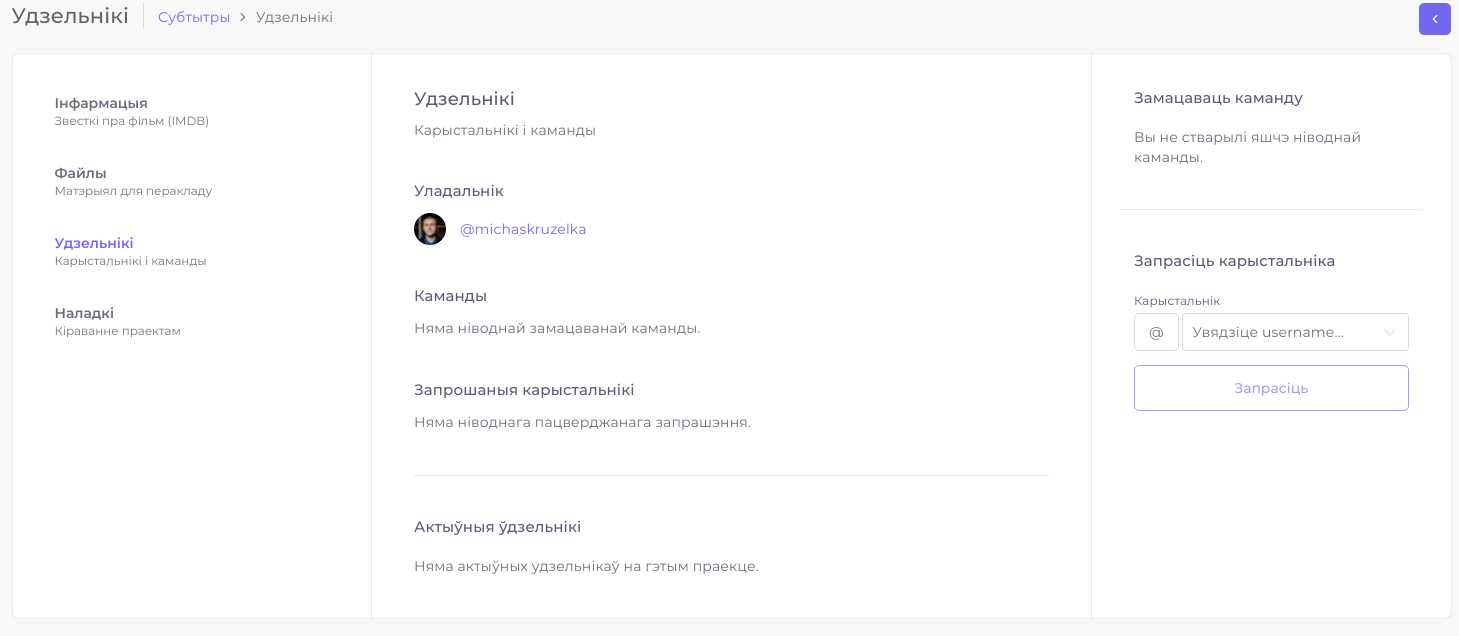 Удзельнікі
Субтытры > Удзельнікі
Інфармацыя
Звесткі пра фільм (IMDB)
Файлы
Матэрыял для перакладу
Удзельнікі
Карыстальнікі і каманды
Наладкі
Кіраванне праектам
Удзельнікі
Карыстальнікі і каманды
Уладальнік
@michaskruzelka
Каманды
Няма ніводнай замацаванай каманды.
Запрошаныя карыстальнікі
Няма ніводнага пацверджанага запрашэння.
Актыўныя ўдзельнікі
Няма актыўных удзельнікаў на гэтым праекце.
Замацаваць каманду
Вы не стварылі яшчэ ніводнай
каманды.
Запрасіць карыстальніка
Карыстальнік
@ Увядзіце username...
Запрасіць